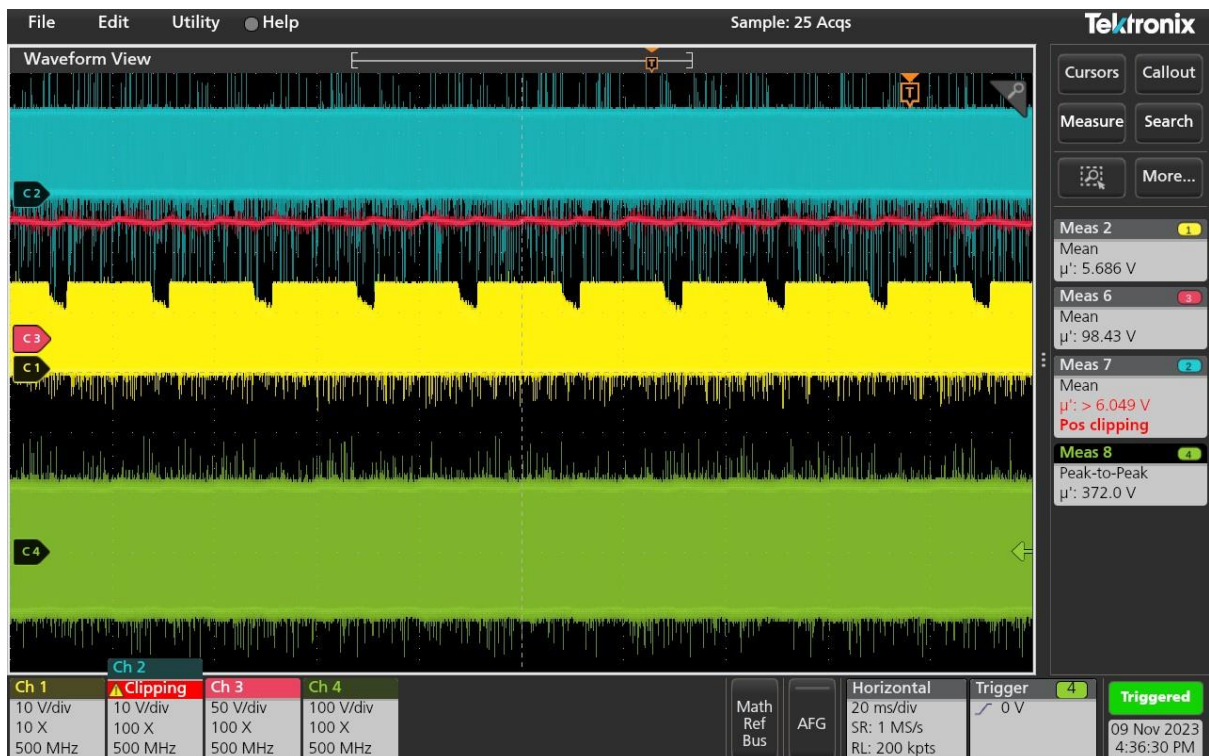 File Edit Utility Help Sample: 25 Acqs Tektronix
Waveform View
T
T
Cursors Callout
Measure Search
More...
C2
C3
C1
C4
Meas 2 1
Mean
µ': 5.686 V
Meas 6 3
Mean
µ': 98.43 V
Meas 7 2
Mean
µ': > 6.049 V
Pos clipping
Meas 8 4
Peak-to-Peak
µ': 372.0 V
Ch 1
10 V/div
10 X
500 MHz
Ch 2
Clipping
10 V/div
100 X
500 MHz
Ch 3
50 V/div
100 X
500 MHz
Ch 4
100 V/div
100 X
500 MHz
Math
Ref
Bus
AFG
Horizontal
20 ms/div
SR: 1 MS/s
RL: 200 kpts
Trigger 4
0 V
Triggered
09 Nov 2023
4:36:30 PM